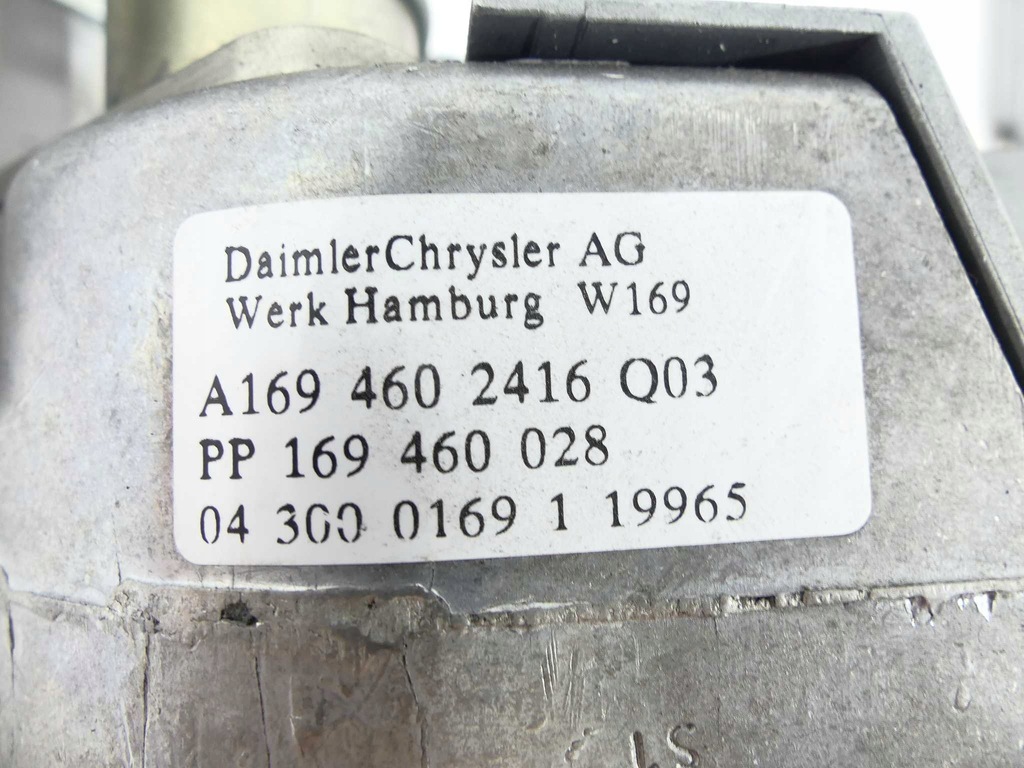 DaimlerChrysler AG
Werk Hamburg W169
A169 460 2416 Q03
PP 169 460 028
04 300 0169 1 19965